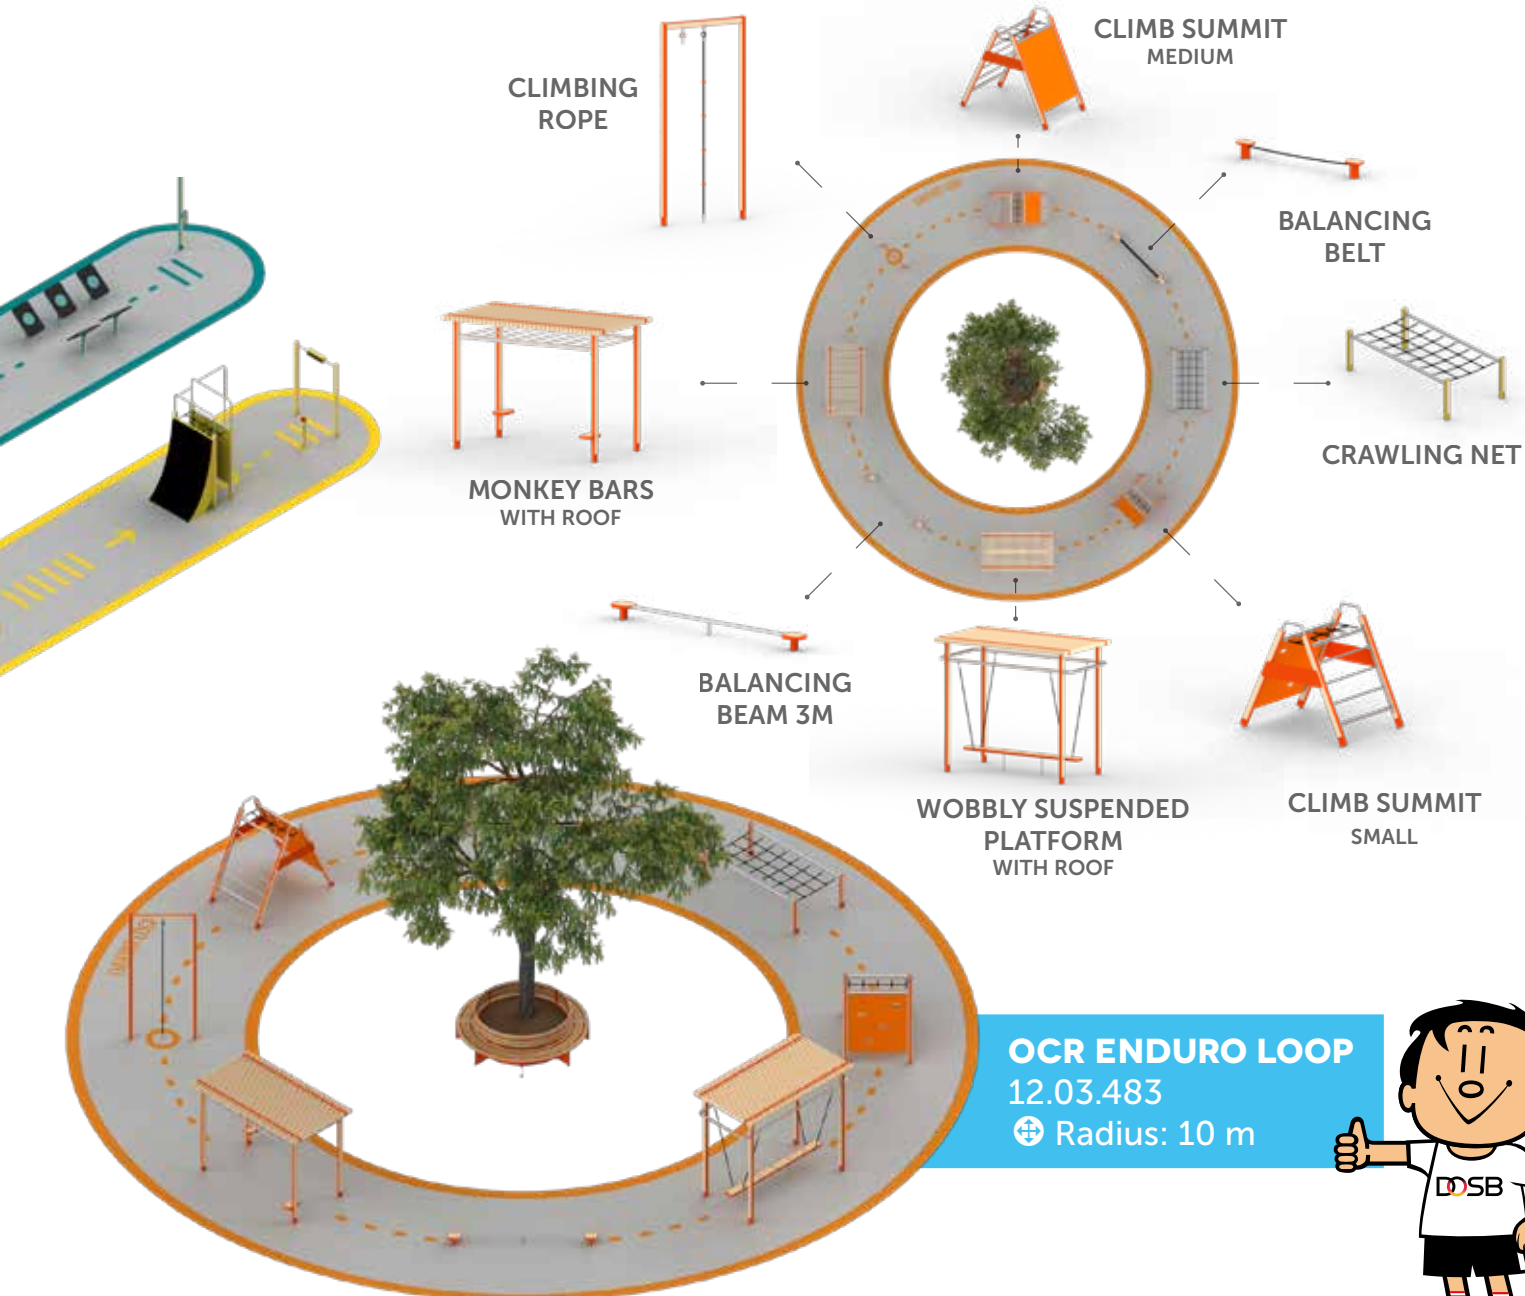 CLIMB SUMMIT
MEDIUM
CLIMBING
ROPE
BALANCING
BELT
CRAWLING NET
MONKEY BARS
WITH ROOF
BALANCING
BEAM 3M
WOBBLY SUSPENDED
PLATFORM
WITH ROOF
CLIMB SUMMIT
SMALL
OCR ENDURO LOOP
12.03.483
Radius: 10 m
DOSB